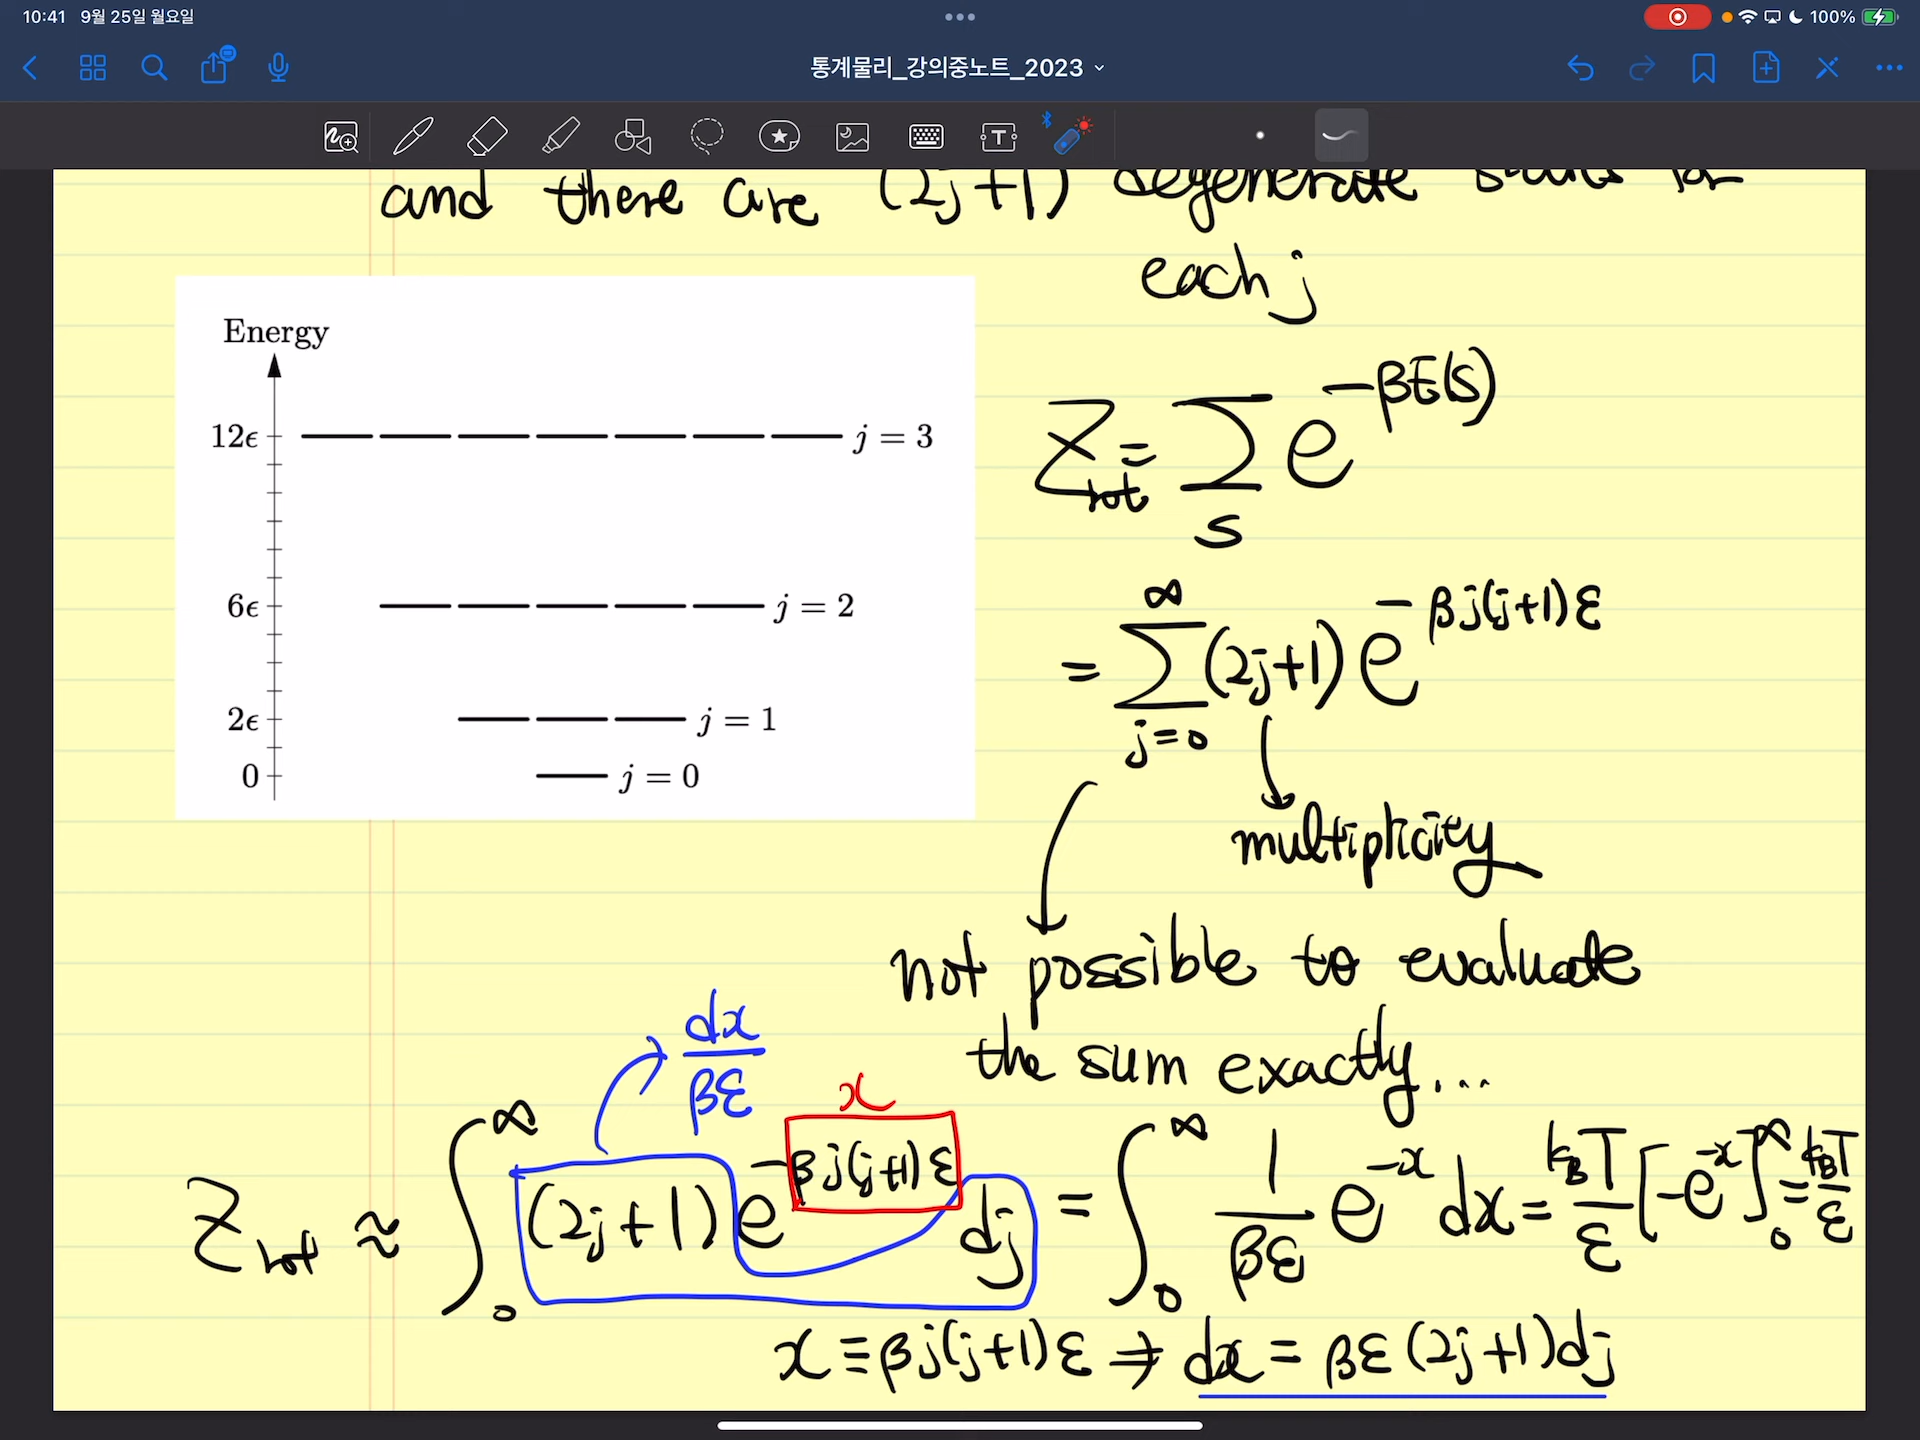 10:41 9월 25일 월요일
100%
통계물리_강의중노트_2023
and there are (2j+1) degenerate states for
each j
Energy
12ϵ j = 3
6ϵ j = 2
2ϵ j = 1
0 j = 0
Z_rot = ∑_s e^{-βE(s)}
= ∑_{j=0}^{∞} (2j+1) e^{-βj(j+1)ε}
multiplicity
not possible to evaluate
the sum exactly...
dx/βε
x
Z_rot ≈ ∫_0^∞ (2j+1) e^{-βj(j+1)ε} dj = ∫_0^∞ 1/βε e^{-x} dx = k_BT/ε [-e^{-x}]_0^∞ = k_BT/ε
x ≡ βj(j+1)ε ⇒ dx = βε(2j+1)dj